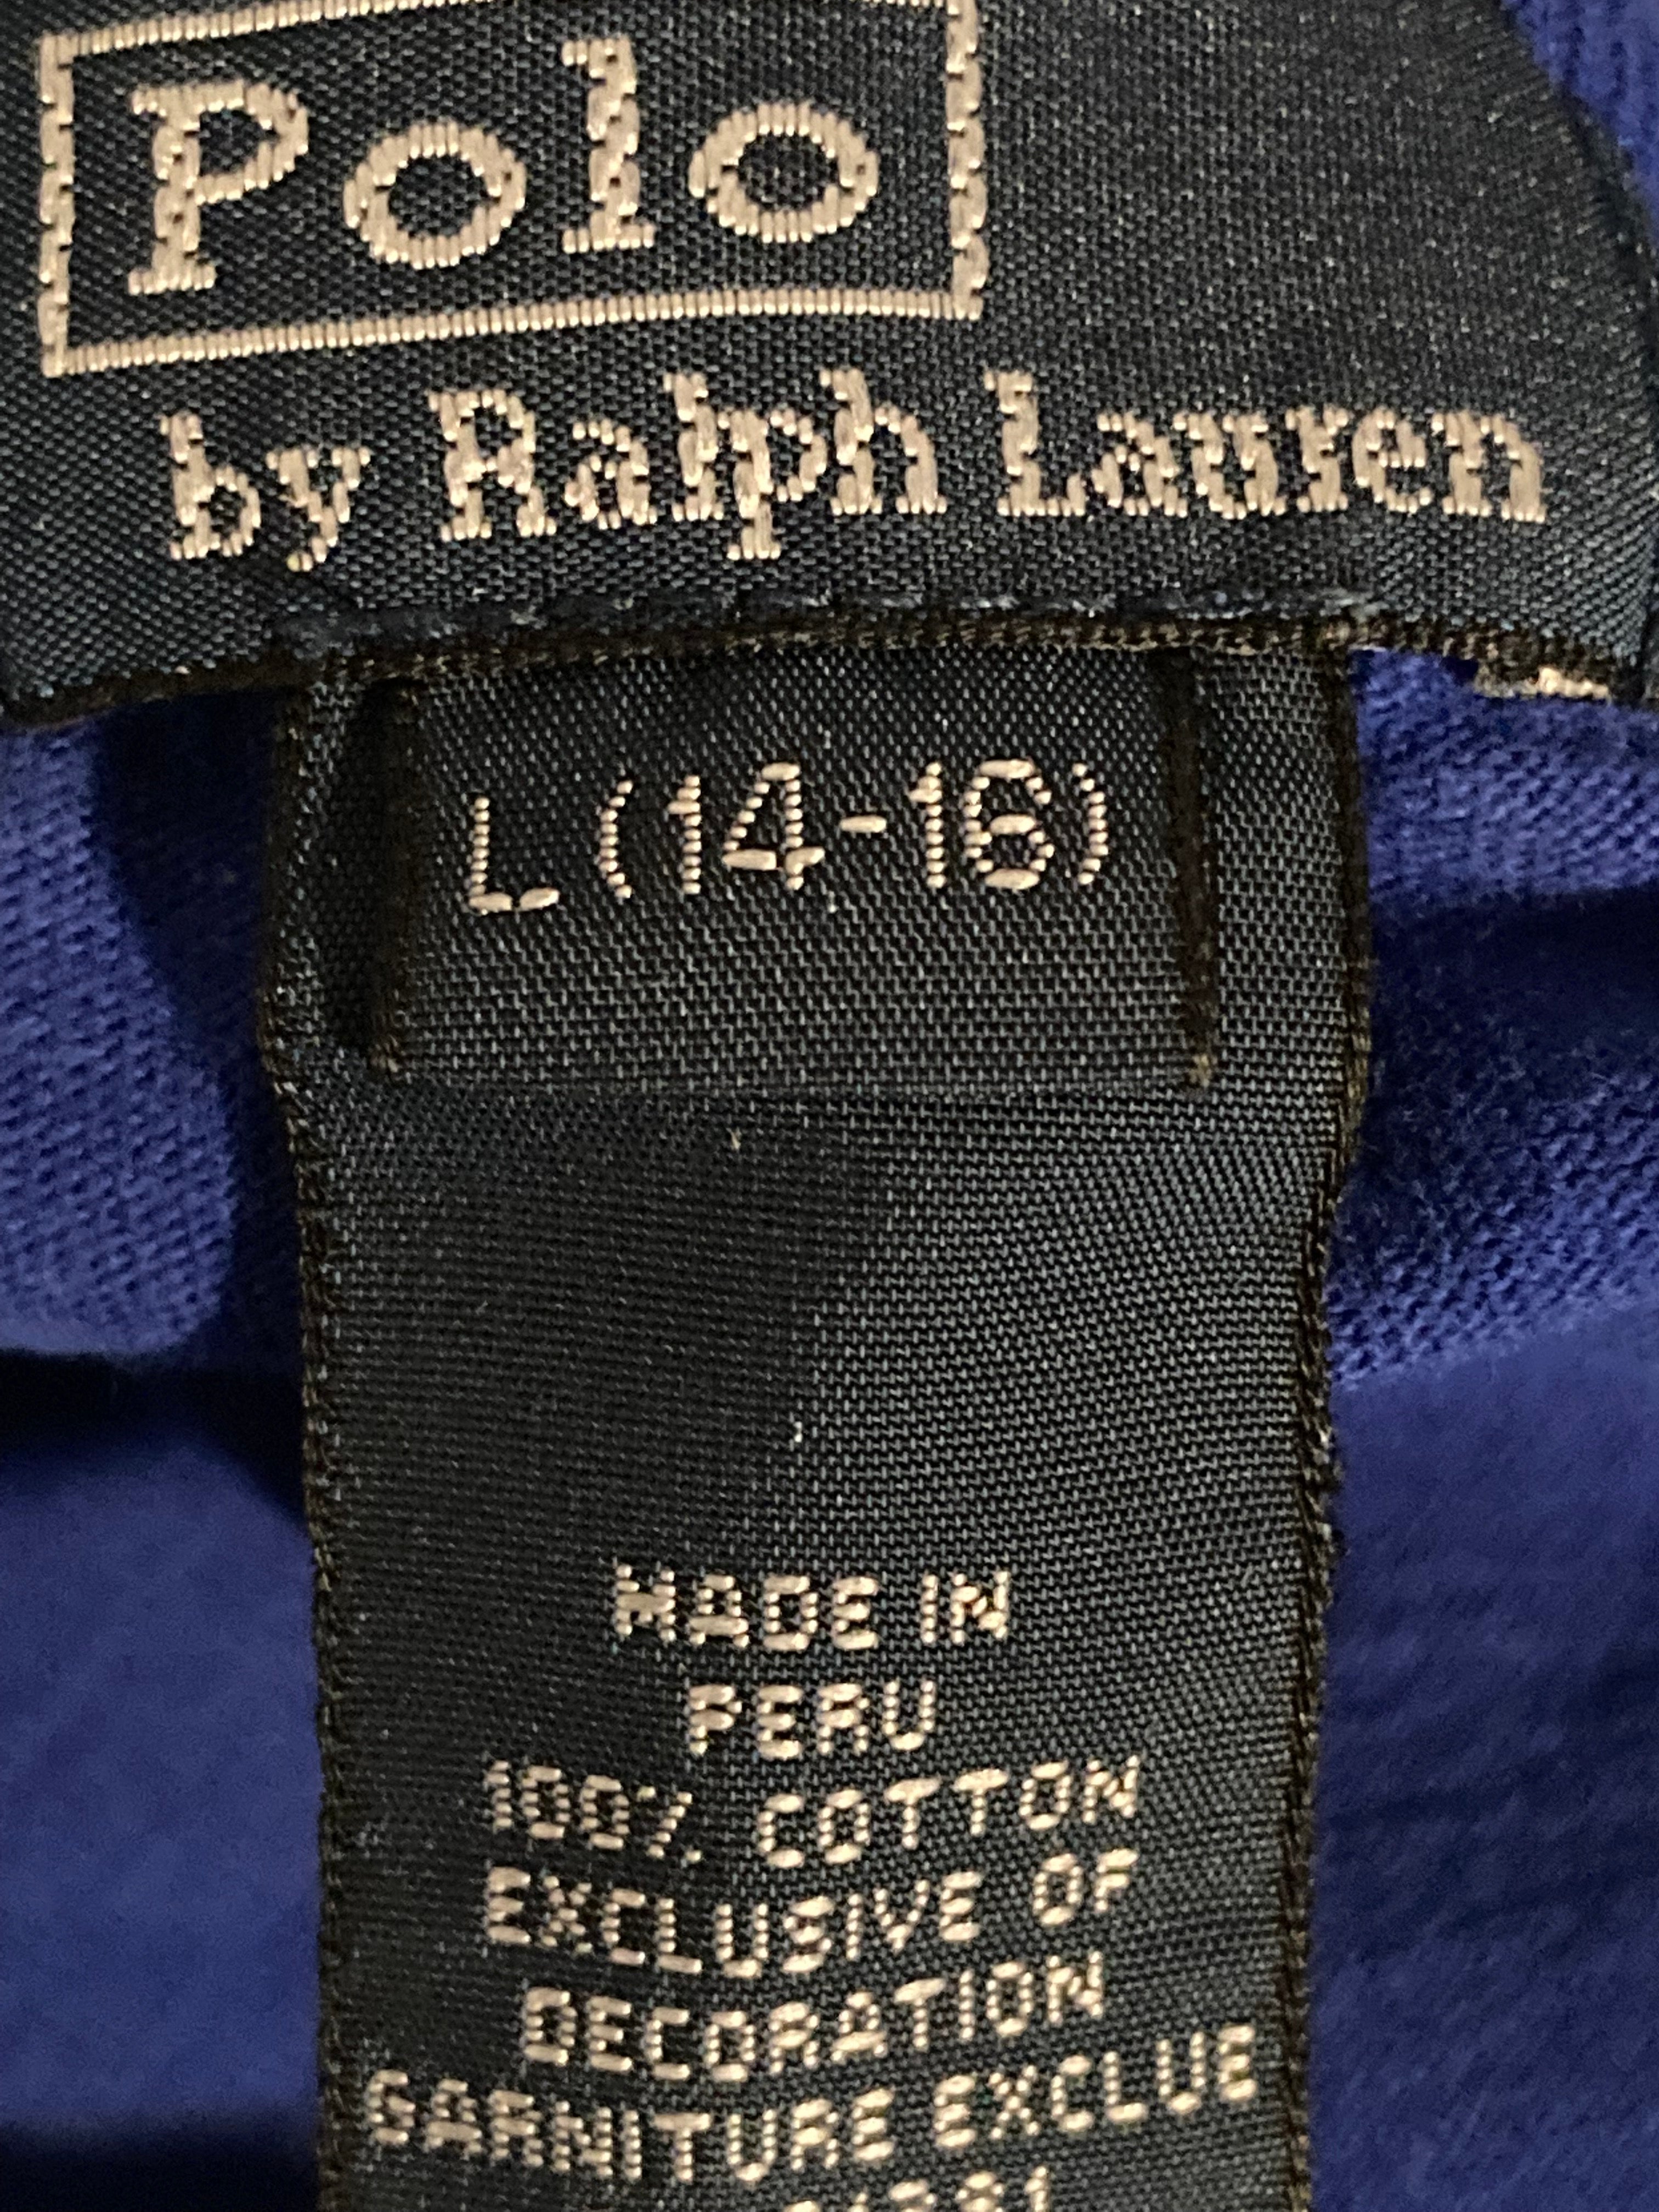 Polo
by Ralph Lauren
L (14-16)
MADE IN
PERU
100% COTTON
EXCLUSIVE OF
DECORATION
GARNITURE EXCLUE